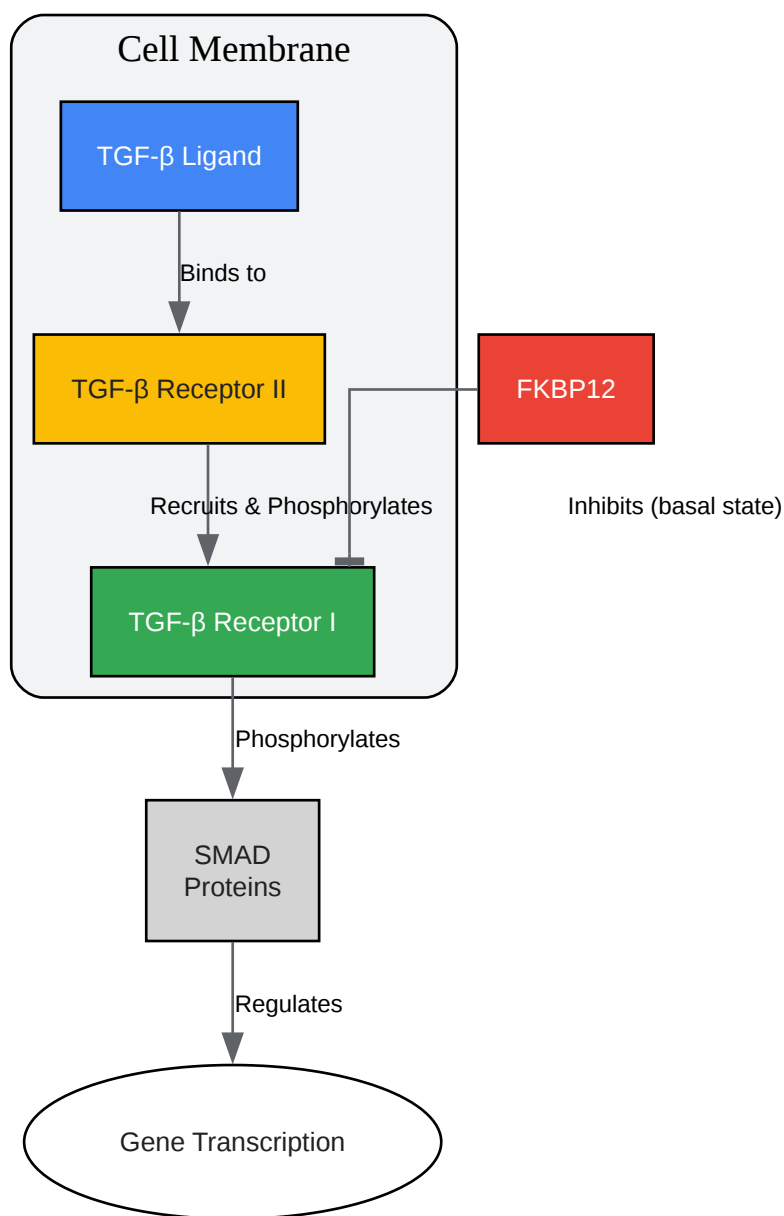 Cell Membrane
TGF-β Ligand
Binds to
TGF-β Receptor II
FKBP12
Recruits & Phosphorylates
Inhibits (basal state)
TGF-β Receptor I
Phosphorylates
SMAD
Proteins
Regulates
Gene Transcription